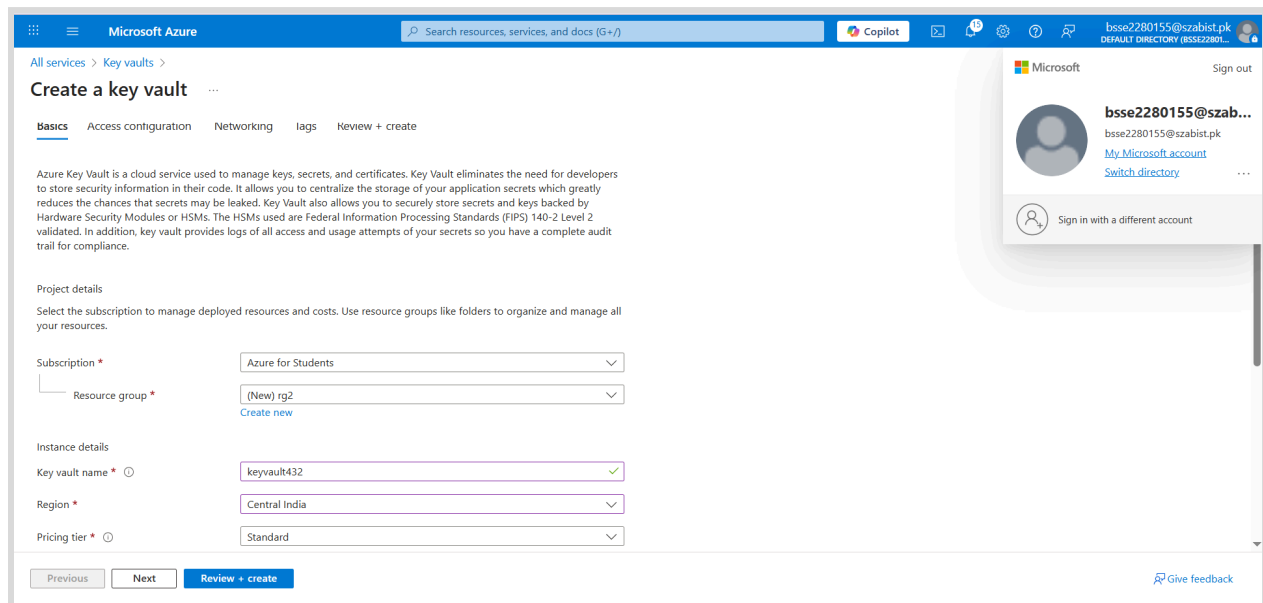 Microsoft Azure
Search resources, services, and docs (G+/)
Copilot
15
bsse2280155@szabist.pk
DEFAULT DIRECTORY (BSSE22801...
All services > Key vaults >
Create a key vault ...
Basics Access configuration Networking Tags Review + create
Azure Key Vault is a cloud service used to manage keys, secrets, and certificates. Key Vault eliminates the need for developers
to store security information in their code. It allows you to centralize the storage of your application secrets which greatly
reduces the chances that secrets may be leaked. Key Vault also allows you to securely store secrets and keys backed by
Hardware Security Modules or HSMs. The HSMs used are Federal Information Processing Standards (FIPS) 140-2 Level 2
validated. In addition, key vault provides logs of all access and usage attempts of your secrets so you have a complete audit
trail for compliance.
Project details
Select the subscription to manage deployed resources and costs. Use resource groups like folders to organize and manage all
your resources.
Subscription * Azure for Students
Resource group * (New) rg2
Create new
Instance details
Key vault name * keyvault432
Region * Central India
Pricing tier * Standard
Previous Next Review + create
Give feedback
Microsoft Sign out
bsse2280155@szab...
bsse2280155@szabist.pk
My Microsoft account
Switch directory ...
Sign in with a different account